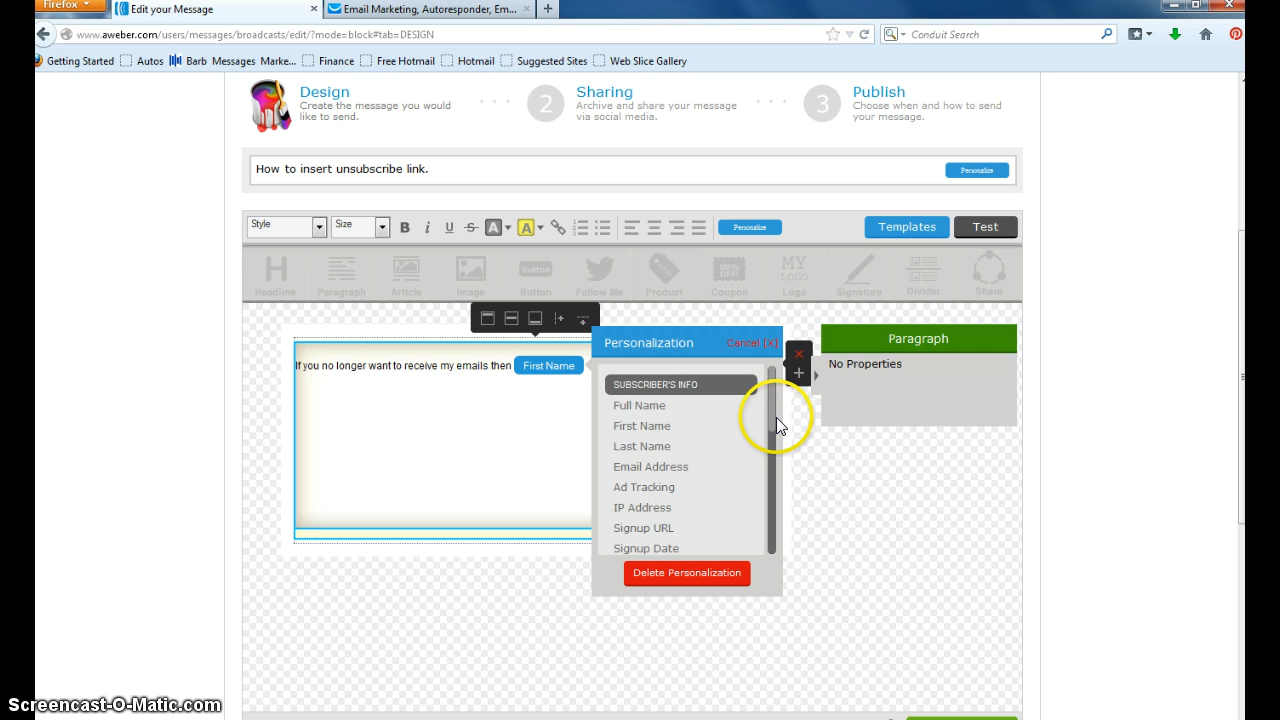 Firefox
Edit your Message × Email Marketing, Autoresponder, Em... × +
www.aweber.com/users/messages/broadcasts/edit/?mode=block#tab=DESIGN
Conduit Search
Getting Started Autos Barb Messages Marke... Finance Free Hotmail Hotmail Suggested Sites Web Slice Gallery
Design 2 Sharing 3 Publish
Create the message you would Archive and share your message Choose when and how to send
like to send. via social media. your message.
How to insert unsubscribe link. Personalize
Style Size B i U S A A Personalize Templates Test
H button 50% OFF! MY LOGO
Headline Paragraph Article Image Button Follow Me Product Coupon Logo Signature Divider Share
Personalization Cancel [X] Paragraph
If you no longer want to receive my emails then First Name No Properties
SUBSCRIBER'S INFO
Full Name
First Name
Last Name
Email Address
Ad Tracking
IP Address
Signup URL
Signup Date
Delete Personalization
Screencast-O-Matic.com